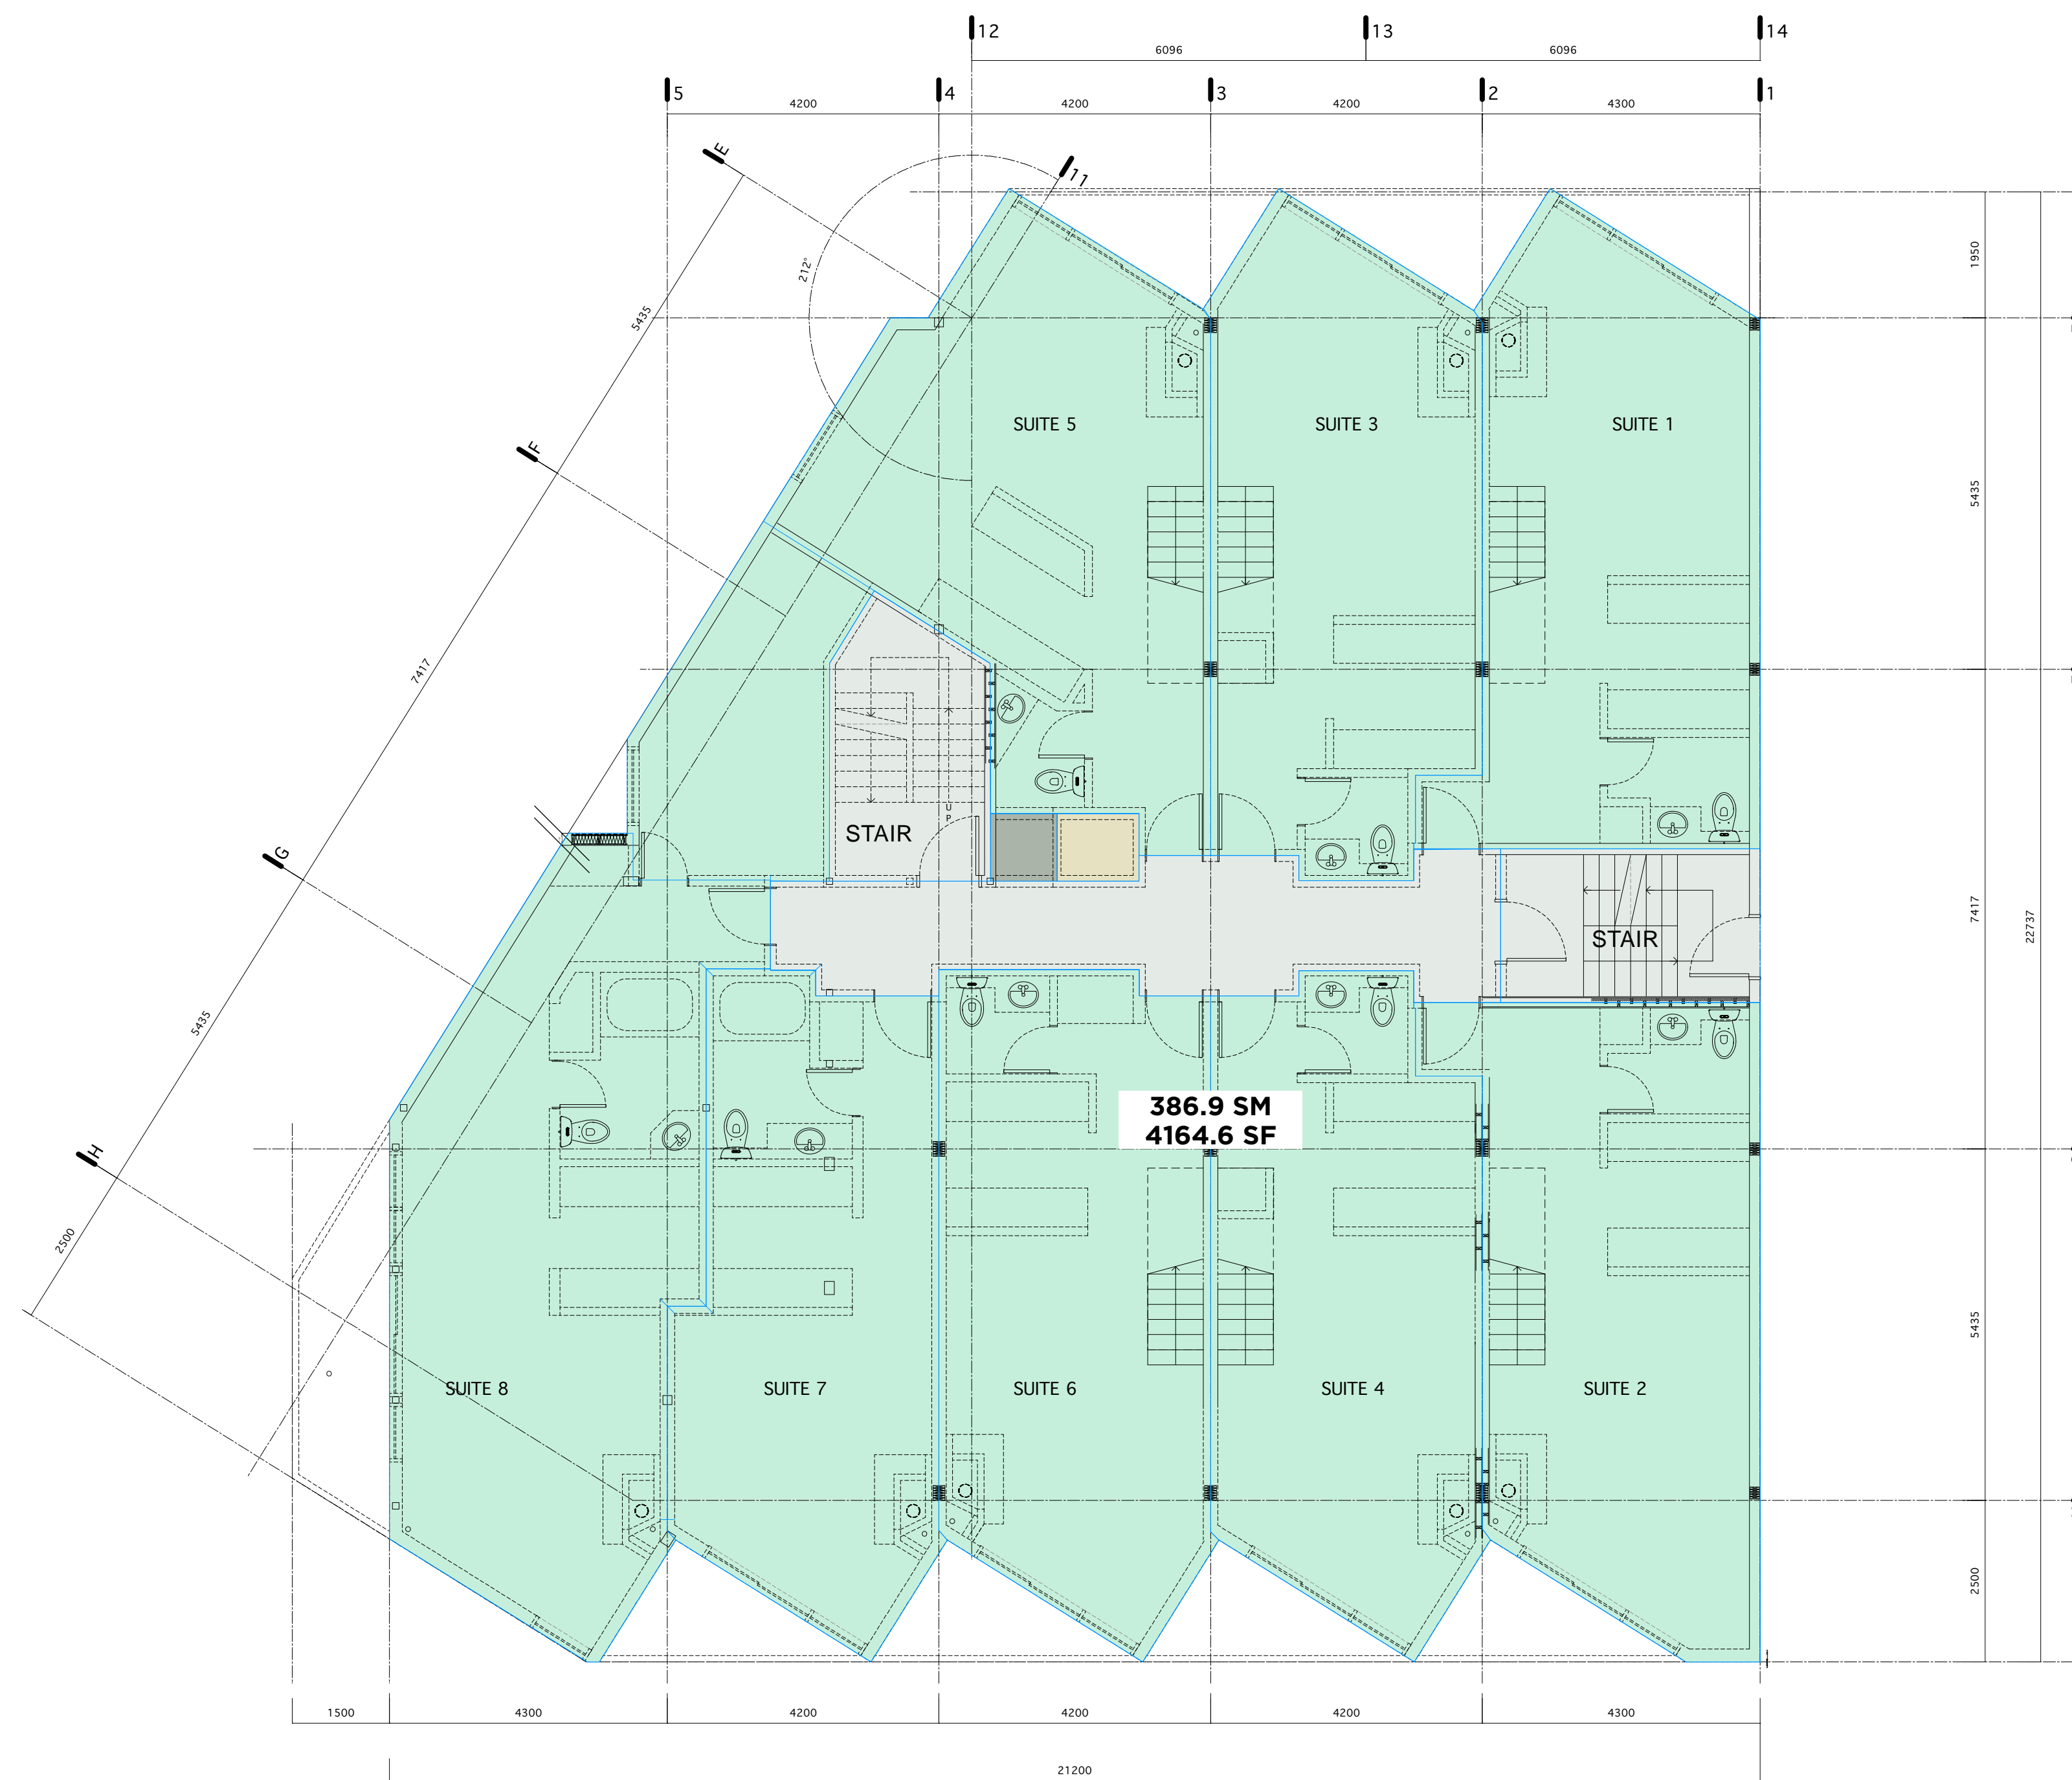 12
13
14
6096
6096
5
4
3
2
1
4200
4200
4200
4300
E
11
212°
1950
5435
SUITE 5
SUITE 3
SUITE 1
F
5435
7417
UP
STAIR
G
STAIR
7417
22737
5435
386.9 SM
4164.6 SF
H
2500
5435
SUITE 8
SUITE 7
SUITE 6
SUITE 4
SUITE 2
2500
1500
4300
4200
4200
4200
4300
21200